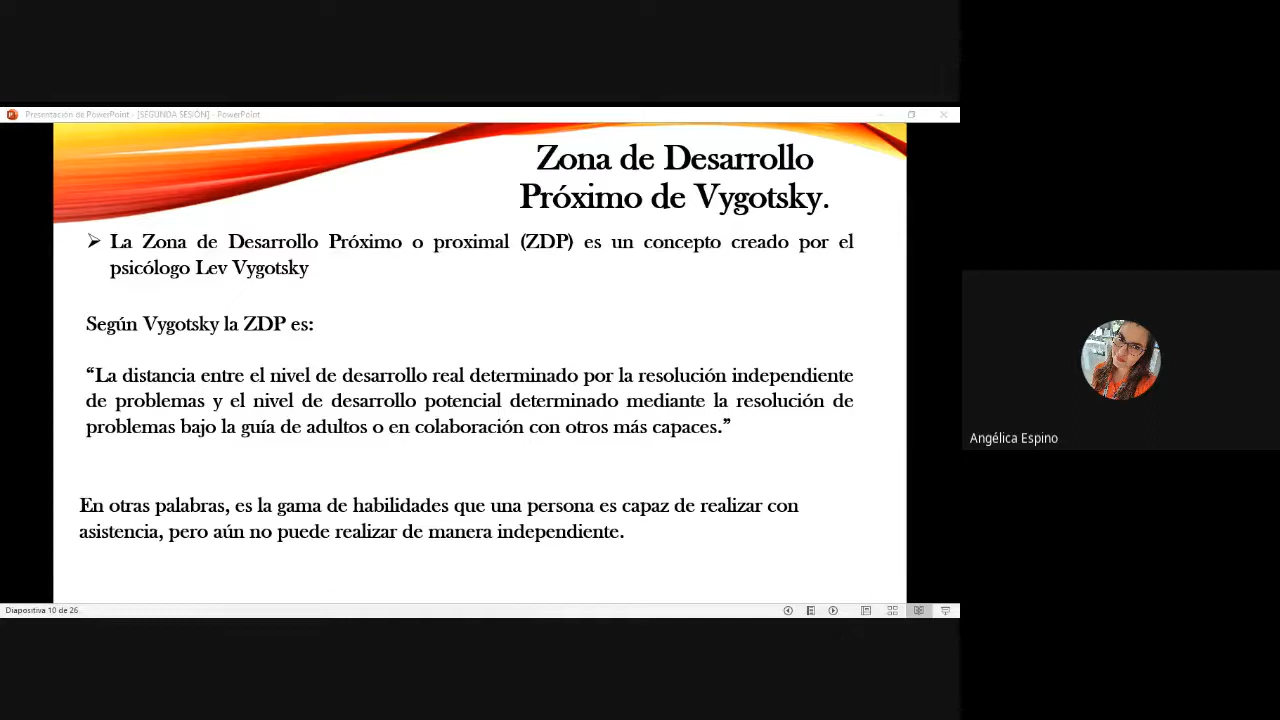 Presentación de PowerPoint - [SEGUNDA SESIÓN] - PowerPoint
Zona de Desarrollo
Próximo de Vygotsky.
➢ La Zona de Desarrollo Próximo o proximal (ZDP) es un concepto creado por el
psicólogo Lev Vygotsky
Según Vygotsky la ZDP es:
“La distancia entre el nivel de desarrollo real determinado por la resolución independiente
de problemas y el nivel de desarrollo potencial determinado mediante la resolución de
problemas bajo la guía de adultos o en colaboración con otros más capaces.”
En otras palabras, es la gama de habilidades que una persona es capaz de realizar con
asistencia, pero aún no puede realizar de manera independiente.
Diapositiva 10 de 26
Angélica Espino